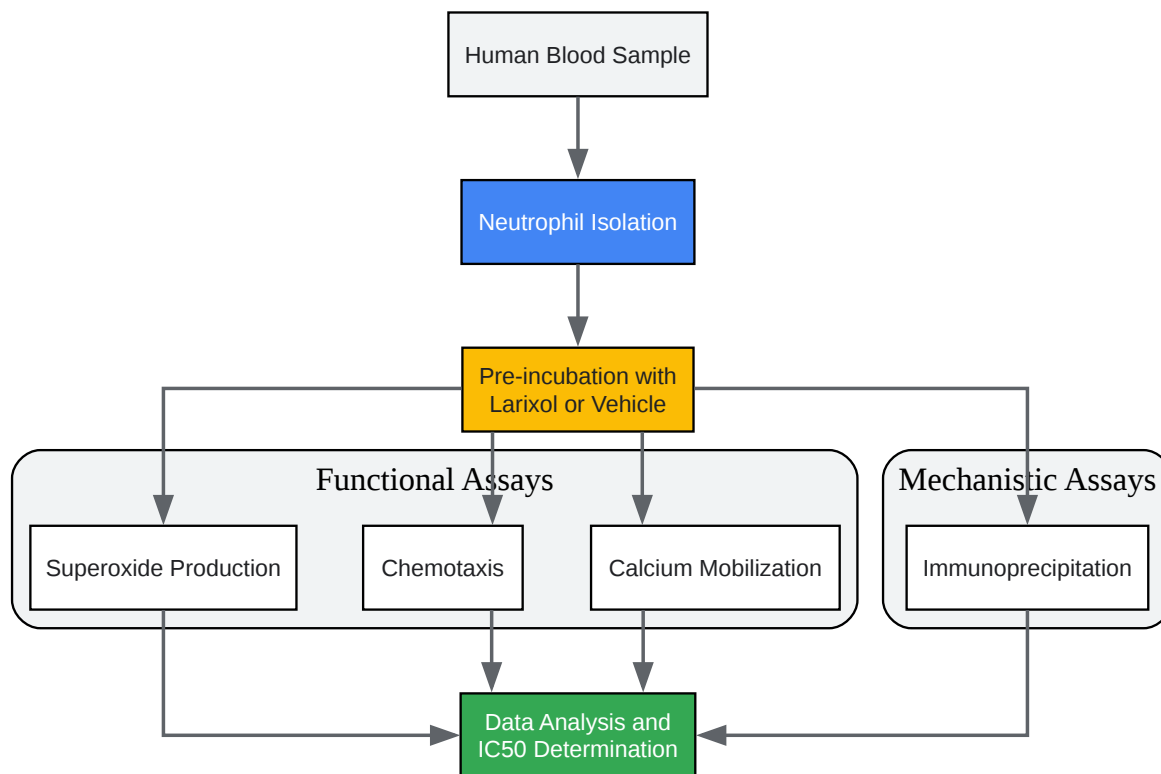 Human Blood Sample
Neutrophil Isolation
Pre-incubation with
Larixol or Vehicle
Functional Assays
Mechanistic Assays
Superoxide Production
Chemotaxis
Calcium Mobilization
Immunoprecipitation
Data Analysis and
IC50 Determination